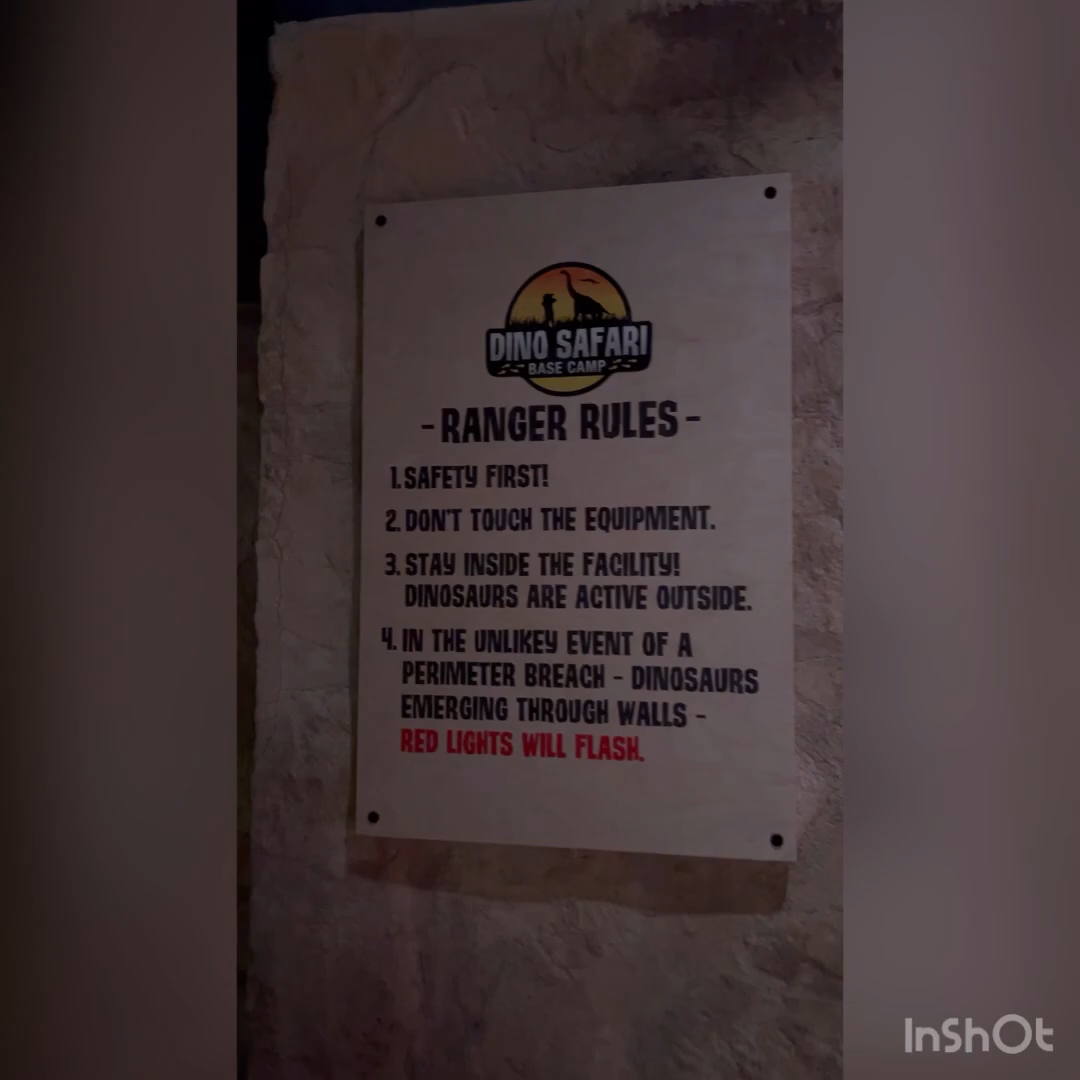 DINO SAFARI
BASE CAMP
-RANGER RULES-
1. SAFETY FIRST!
2. DON'T TOUCH THE EQUIPMENT.
3. STAY INSIDE THE FACILITY!
DINOSAURS ARE ACTIVE OUTSIDE.
4. IN THE UNLIKEY EVENT OF A
PERIMETER BREACH - DINOSAURS
EMERGING THROUGH WALLS -
RED LIGHTS WILL FLASH.
InShOt